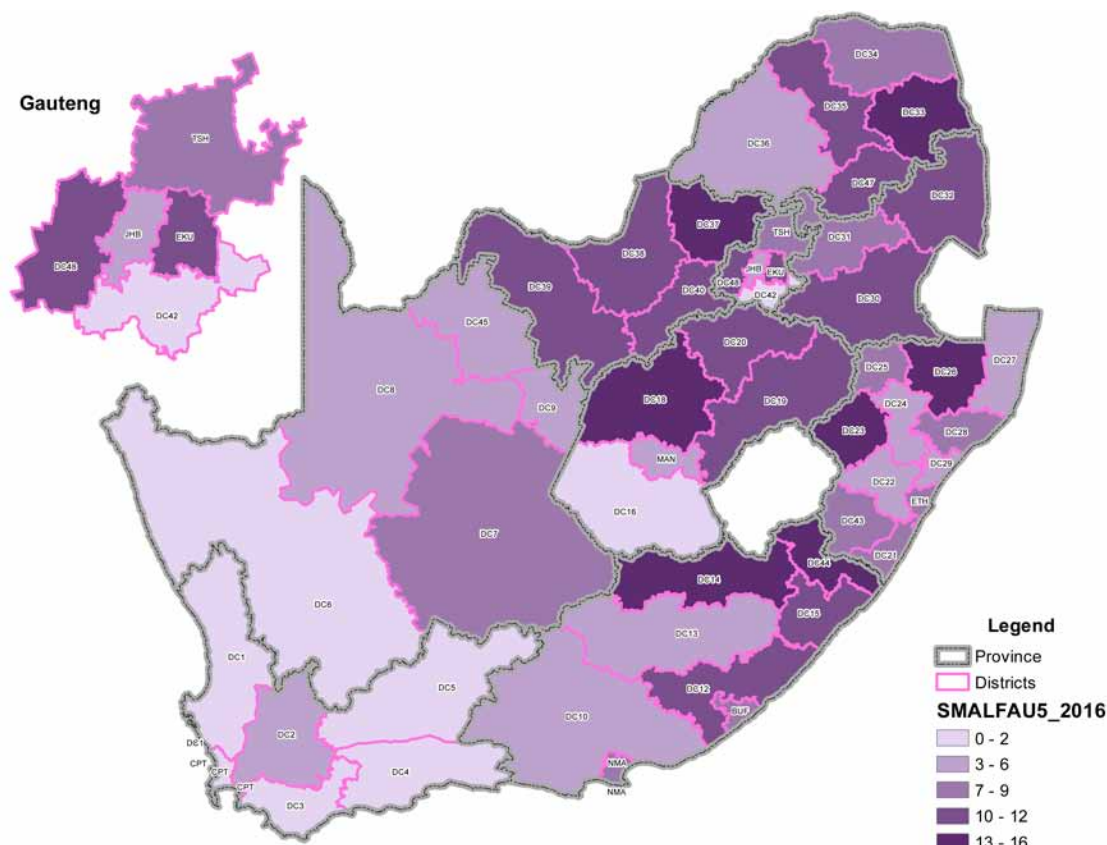 Gauteng
TSH
JHB
EKU
DC48
DC42
DC34
DC35
DC33
DC36
DC47
DC32
DC37
TSH
DC31
DC38
DC39
DC40
DC48
JHB
EKU
DC42
DC30
DC45
DC20
DC8
DC9
DC18
DC19
DC25
DC26
DC27
DC24
DC23
DC28
MAN
DC29
DC22
DC16
ETH
DC7
DC43
DC21
DC14
DC44
DC15
DC13
DC6
DC1
DC5
DC12
BUF
DC10
DC2
DC1
CPT
CPT
CPT
DC4
DC3
NMA
NMA
Legend
Province
Districts
SMALFAU5_2016
0 - 2
3 - 6
7 - 9
10 - 12
13 - 16